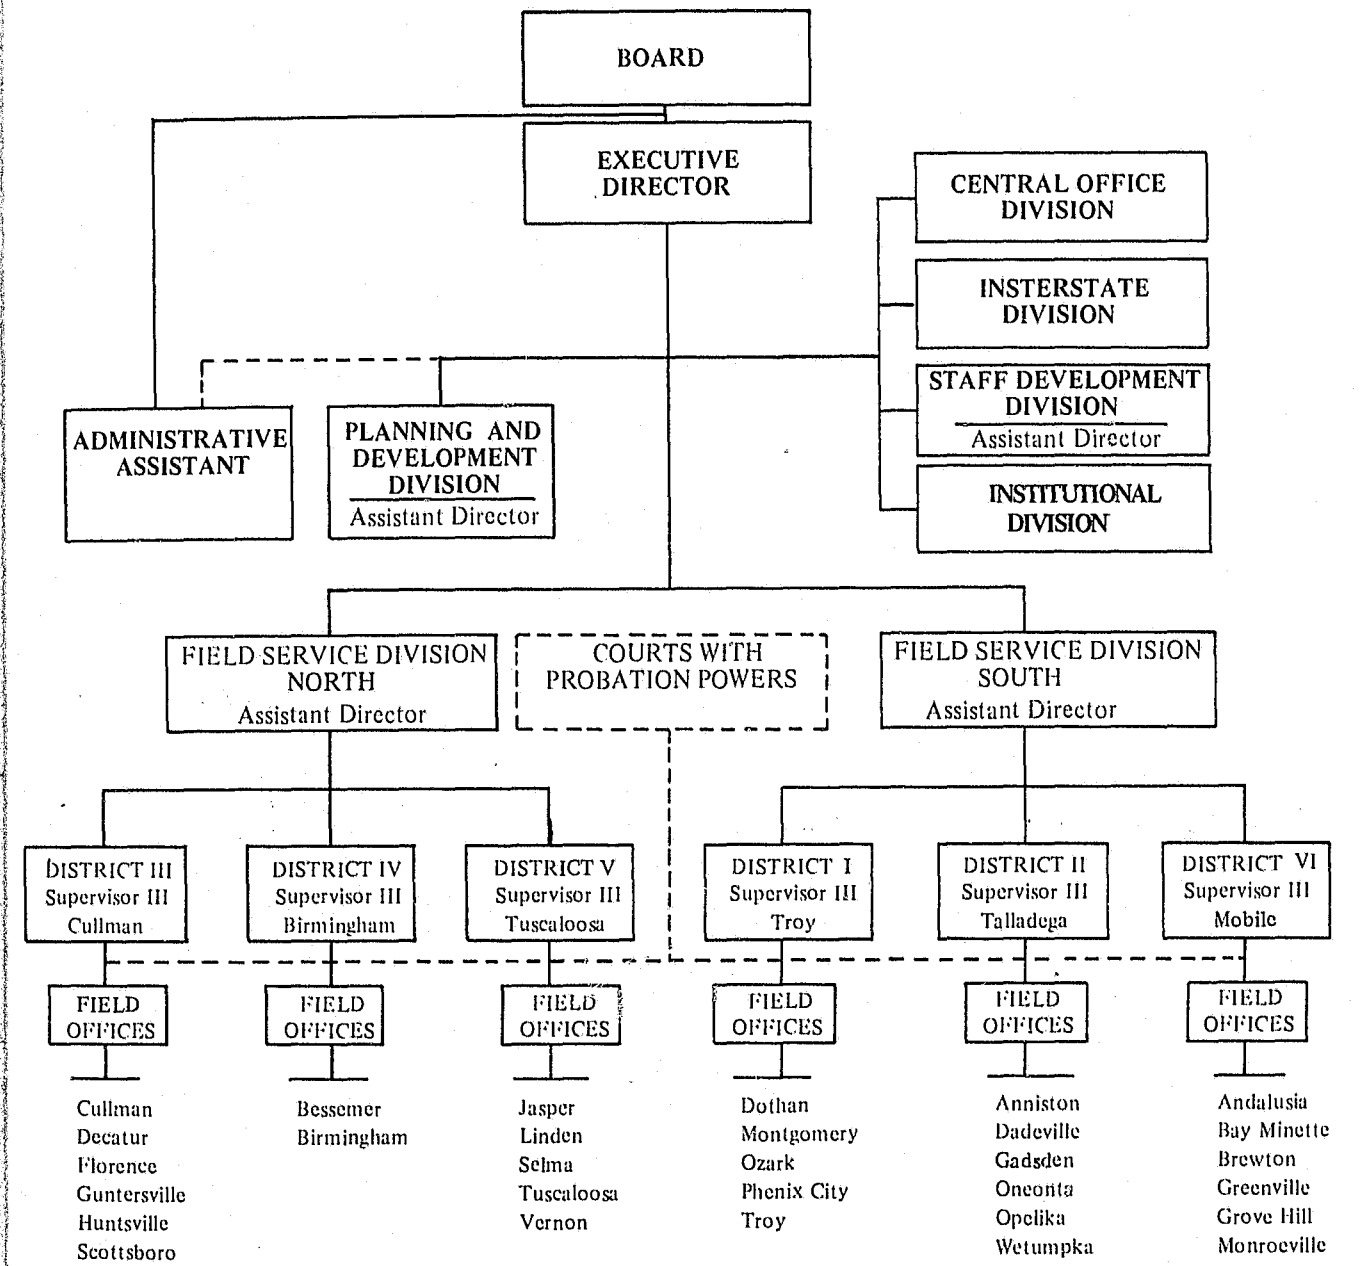 BOARD
EXECUTIVE
DIRECTOR
CENTRAL OFFICE
DIVISION
INSTERSTATE
DIVISION
STAFF DEVELOPMENT
DIVISION
Assistant Director
INSTITUTIONAL
DIVISION
ADMINISTRATIVE
ASSISTANT
PLANNING AND
DEVELOPMENT
DIVISION
Assistant Director
FIELD SERVICE DIVISION
NORTH
Assistant Director
COURTS WITH
PROBATION POWERS
FIELD SERVICE DIVISION
SOUTH
Assistant Director
DISTRICT III
Supervisor III
Cullman
DISTRICT IV
Supervisor III
Birmingham
DISTRICT V
Supervisor III
Tuscaloosa
DISTRICT I
Supervisor III
Troy
DISTRICT II
Supervisor III
Talladega
DISTRICT VI
Supervisor III
Mobile
FIELD
OFFICES
FIELD
OFFICES
FIELD
OFFICES
FIELD
OFFICES
FIELD
OFFICES
FIELD
OFFICES
Cullman
Decatur
Florence
Guntersville
Huntsville
Scottsboro
Bessemer
Birmingham
Jasper
Linden
Selma
Tuscaloosa
Vernon
Dothan
Montgomery
Ozark
Phenix City
Troy
Anniston
Dadeville
Gadsden
Oneonta
Opelika
Wetumpka
Andalusia
Bay Minette
Brewton
Greenville
Grove Hill
Monroeville